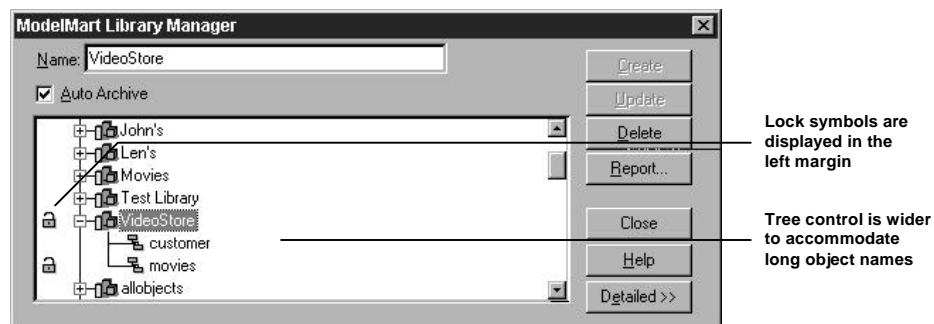 ModelMart Library Manager
Name: VideoStore
Create
Auto Archive
Update
John's
Delete
Len's
Movies
Report...
Test Library
VideoStore
Close
customer
movies
Help
allobjects
Detailed >>
Lock symbols are
displayed in the
left margin
Tree control is wider
to accommodate
long object names